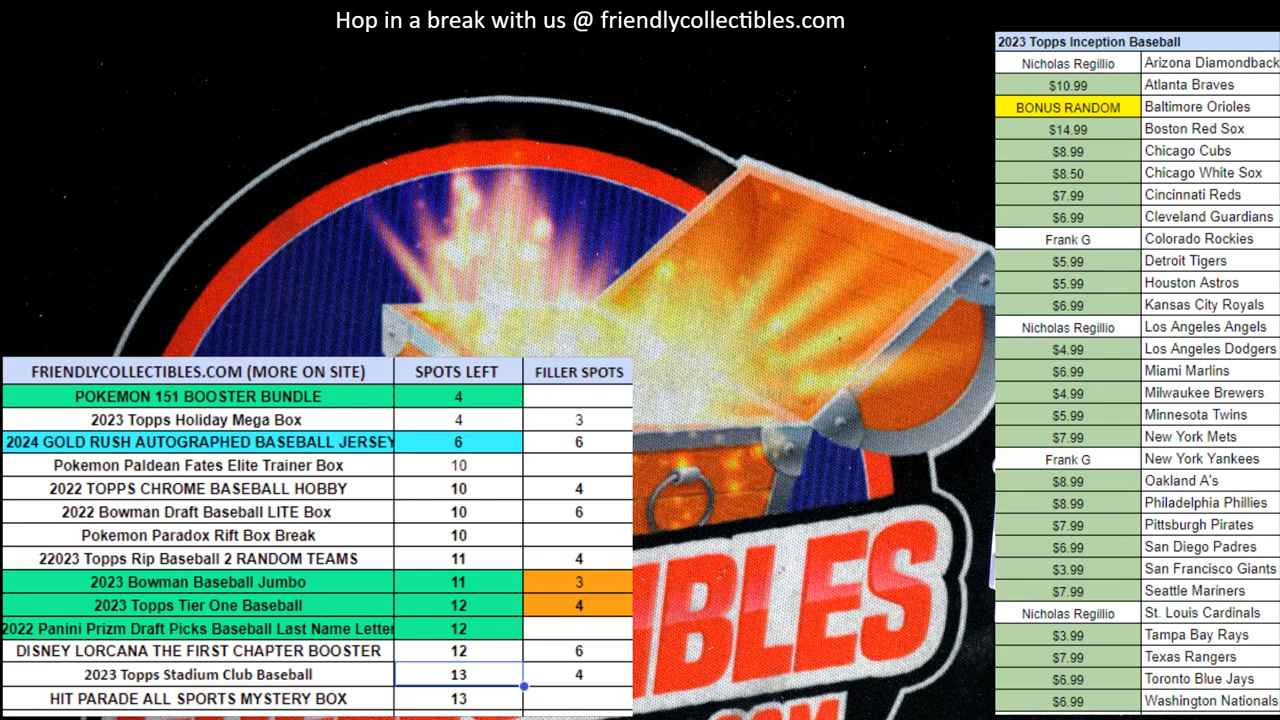 Hop in a break with us @ friendlycollectibles.com
2023 Topps Inception Baseball
Nicholas Regillio Arizona Diamondback
$10.99 Atlanta Braves
BONUS RANDOM Baltimore Orioles
$14.99 Boston Red Sox
$8.99 Chicago Cubs
$8.50 Chicago White Sox
$7.99 Cincinnati Reds
$6.99 Cleveland Guardians
Frank G Colorado Rockies
$5.99 Detroit Tigers
$5.99 Houston Astros
$6.99 Kansas City Royals
Nicholas Regillio Los Angeles Angels
$4.99 Los Angeles Dodgers
$6.99 Miami Marlins
$4.99 Milwaukee Brewers
$5.99 Minnesota Twins
$7.99 New York Mets
Frank G New York Yankees
$8.99 Oakland A's
$8.99 Philadelphia Phillies
$7.99 Pittsburgh Pirates
$6.99 San Diego Padres
$3.99 San Francisco Giants
$7.99 Seattle Mariners
Nicholas Regillio St. Louis Cardinals
$3.99 Tampa Bay Rays
$7.99 Texas Rangers
$6.99 Toronto Blue Jays
$6.99 Washington Nationals
FRIENDLYCOLLECTIBLES.COM (MORE ON SITE) SPOTS LEFT FILLER SPOTS
POKEMON 151 BOOSTER BUNDLE 4
2023 Topps Holiday Mega Box 4 3
2024 GOLD RUSH AUTOGRAPHED BASEBALL JERSEY 6 6
Pokemon Paldean Fates Elite Trainer Box 10
2022 TOPPS CHROME BASEBALL HOBBY 10 4
2022 Bowman Draft Baseball LITE Box 10 6
Pokemon Paradox Rift Box Break 10
22023 Topps Rip Baseball 2 RANDOM TEAMS 11 4
2023 Bowman Baseball Jumbo 11 3
2023 Topps Tier One Baseball 12 4
2022 Panini Prizm Draft Picks Baseball Last Name Letter 12
DISNEY LORCANA THE FIRST CHAPTER BOOSTER 12 6
2023 Topps Stadium Club Baseball 13 4
HIT PARADE ALL SPORTS MYSTERY BOX 13
IBLES
.COM